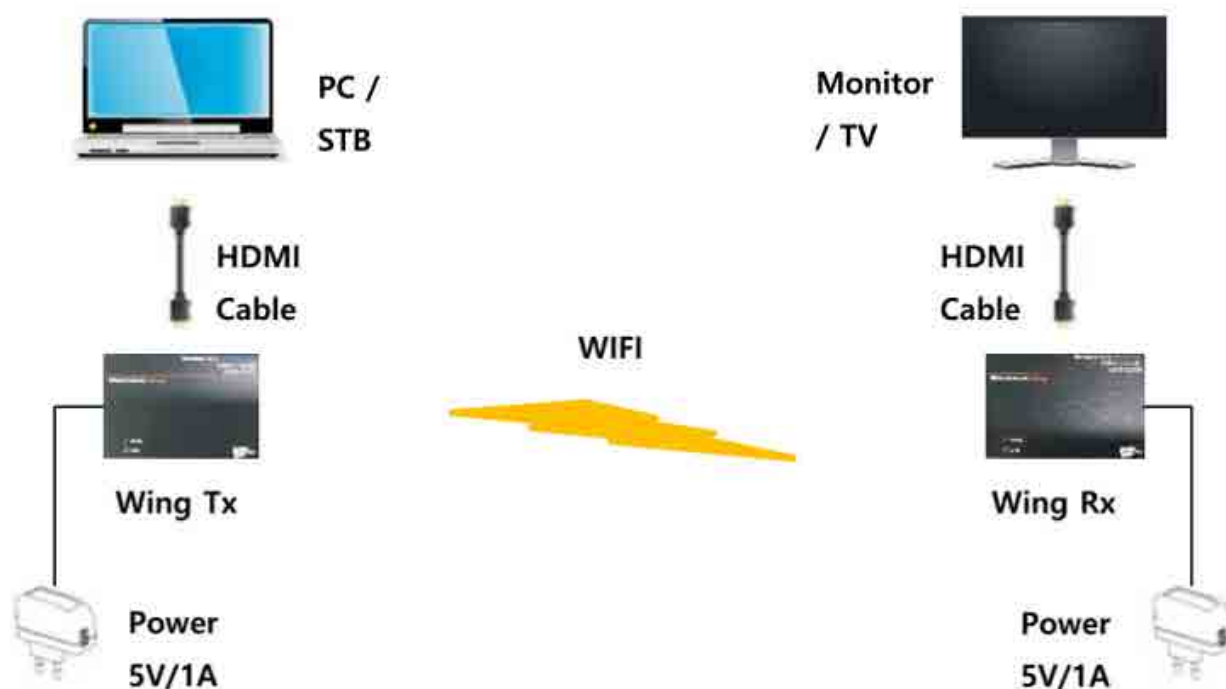 PC /
STB
Monitor
/ TV
HDMI
Cable
HDMI
Cable
WIFI
Wing Tx
Wing Rx
Power
5V/1A
Power
5V/1A